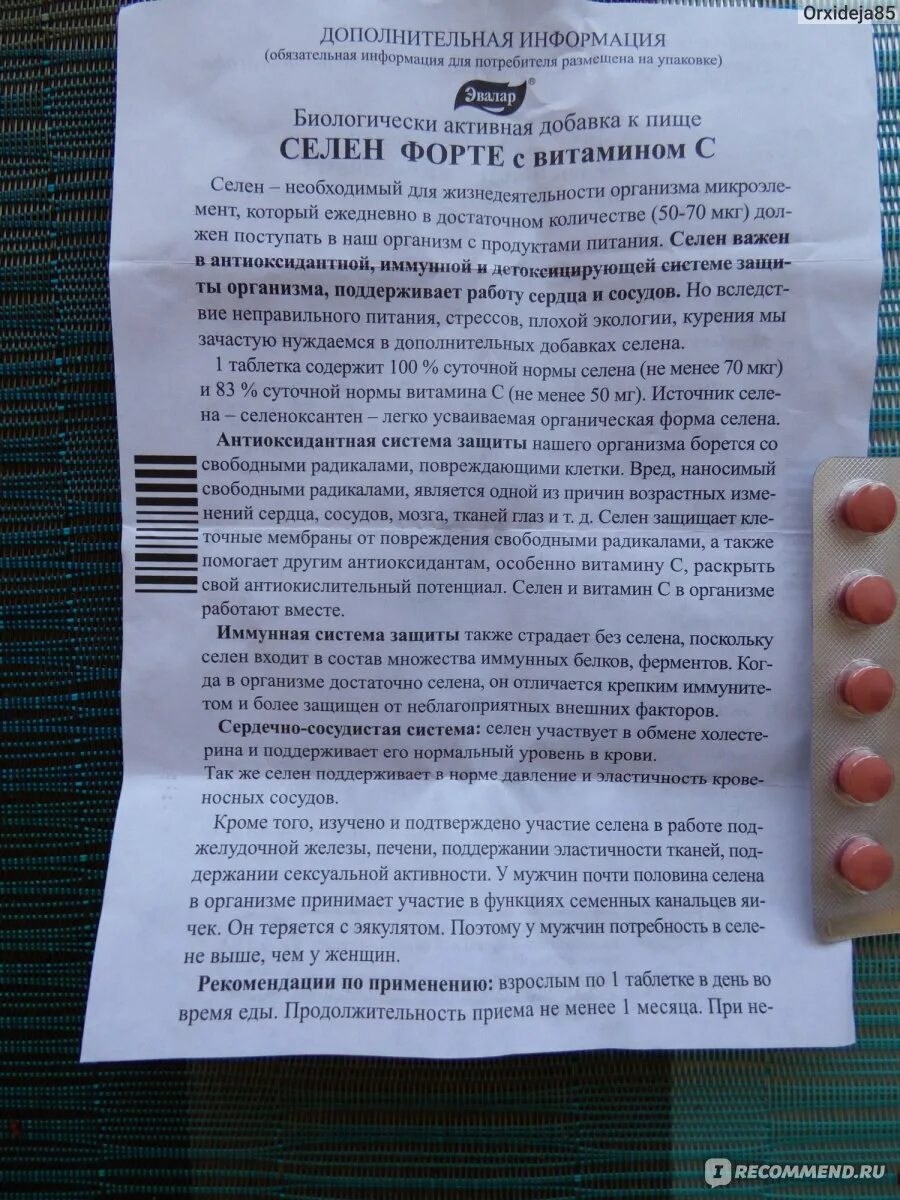 Orxideja85
ДОПОЛНИТЕЛЬНАЯ ИНФОРМАЦИЯ
(обязательная информация для потребителя размещена на упаковке)
Эвалар®
Биологически активная добавка к пище
СЕЛЕН ФОРТЕ с витамином С
Селен – необходимый для жизнедеятельности организма микроэле-
мент, который ежедневно в достаточном количестве (50-70 мкг) дол-
жен поступать в наш организм с продуктами питания. Селен важен
в антиоксидантной, иммунной и детоксицирующей системе защи-
ты организма, поддерживает работу сердца и сосудов. Но вследст-
вие неправильного питания, стрессов, плохой экологии, курения мы
зачастую нуждаемся в дополнительных добавках селена.
1 таблетка содержит 100 % суточной нормы селена (не менее 70 мкг)
и 83 % суточной нормы витамина С (не менее 50 мг). Источник селе-
на – селеноксантен – легко усваиваемая органическая форма селена.
Антиоксидантная система защиты нашего организма борется со
свободными радикалами, повреждающими клетки. Вред, наносимый
свободными радикалами, является одной из причин возрастных изме-
нений сердца, сосудов, мозга, тканей глаз и т. д. Селен защищает кле-
точные мембраны от повреждения свободными радикалами, а также
помогает другим антиоксидантам, особенно витамину С, раскрыть
свой антиокислительный потенциал. Селен и витамин С в организме
работают вместе.
Иммунная система защиты также страдает без селена, поскольку
селен входит в состав множества иммунных белков, ферментов. Ког-
да в организме достаточно селена, он отличается крепким иммуните-
том и более защищен от неблагоприятных внешних факторов.
Сердечно-сосудистая система: селен участвует в обмене холесте-
рина и поддерживает его нормальный уровень в крови.
Так же селен поддерживает в норме давление и эластичность крове-
носных сосудов.
Кроме того, изучено и подтверждено участие селена в работе под-
желудочной железы, печени, поддержании эластичности тканей, под-
держании сексуальной активности. У мужчин почти половина селена
в организме принимает участие в функциях семенных канальцев яи-
чек. Он теряется с эякулятом. Поэтому у мужчин потребность в селе-
не выше, чем у женщин.
Рекомендации по применению: взрослым по 1 таблетке в день во
время еды. Продолжительность приема не менее 1 месяца. При не-
I RECOMMEND.RU